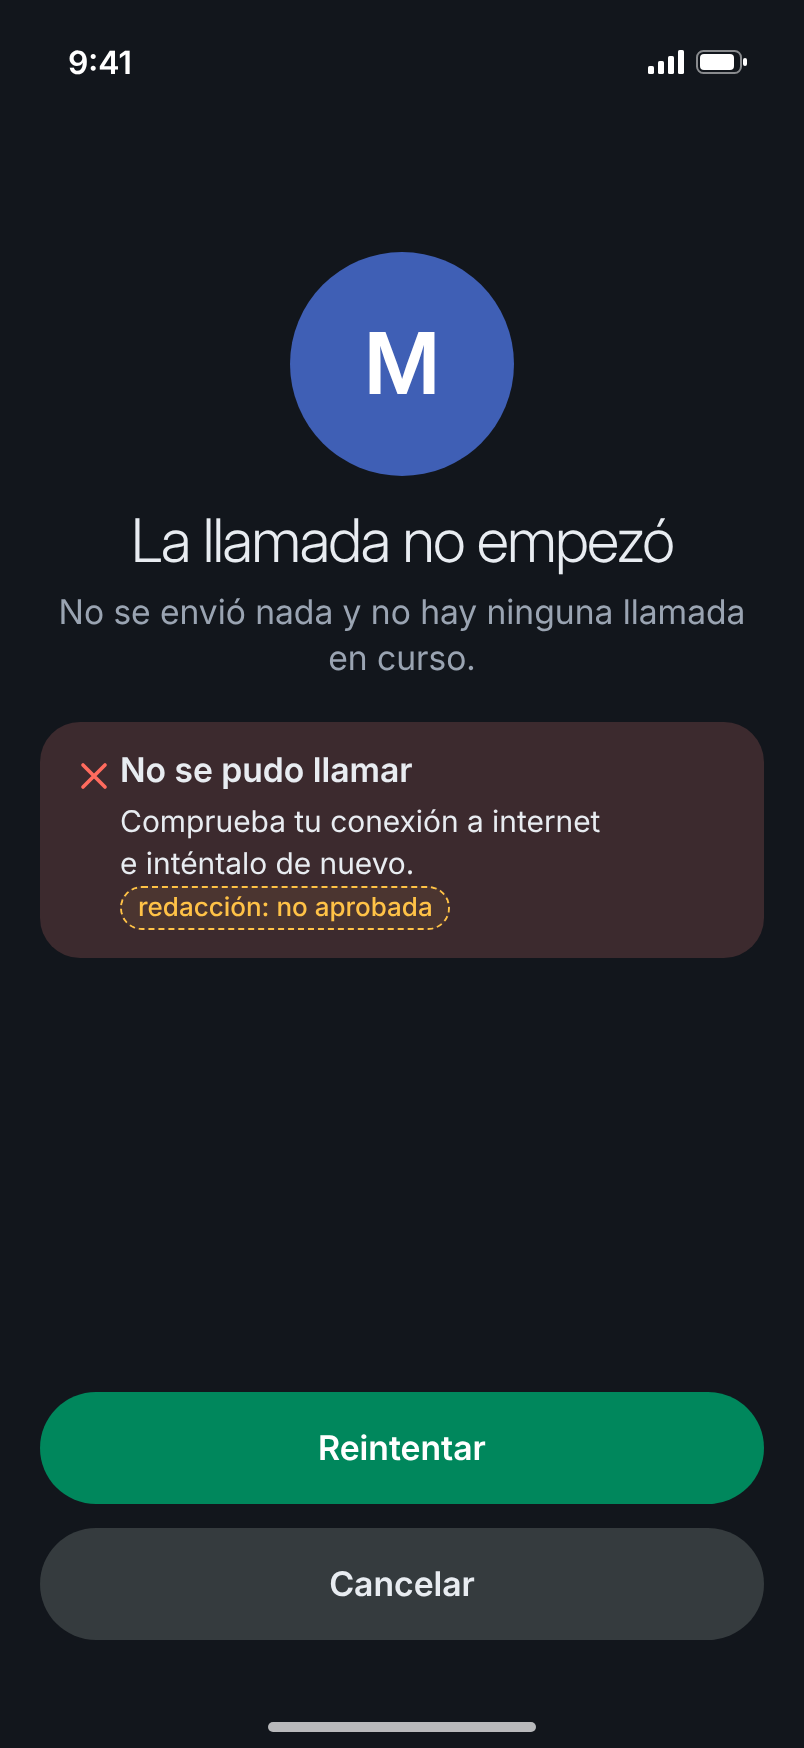 9:41
M
La llamada no empezó
No se envió nada y no hay ninguna llamada
en curso.
No se pudo llamar
Comprueba tu conexión a internet
e inténtalo de nuevo.
redacción: no aprobada
Reintentar
Cancelar